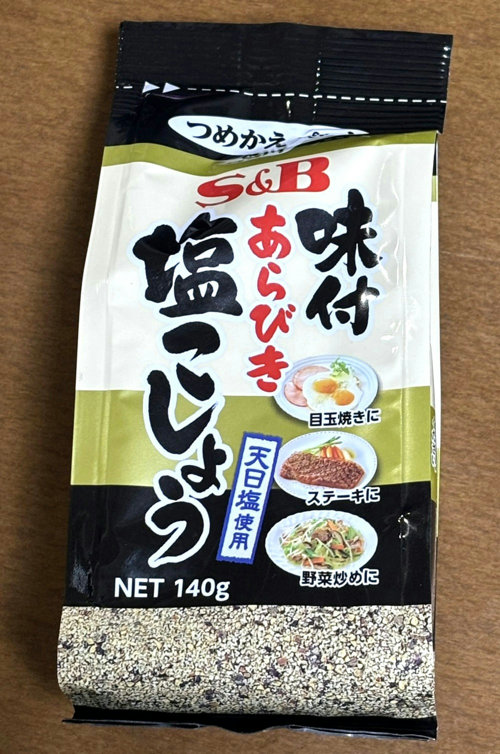 つめかえ
S&B
味付
あらびき
塩こしょう
目玉焼きに
ステーキに
野菜炒めに
天日塩使用
NET 140g